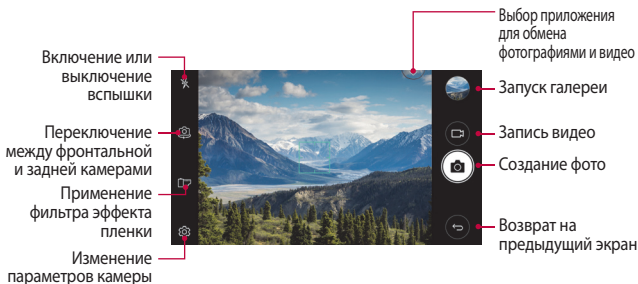 Включение или
выключение
вспышки
Переключение
между фронтальной
и задней камерами
Применение
фильтра эффекта
пленки
Изменение
параметров камеры
Выбор приложения
для обмена
фотографиями и видео
Запуск галереи
Запись видео
Создание фото
Возврат на
предыдущий экран